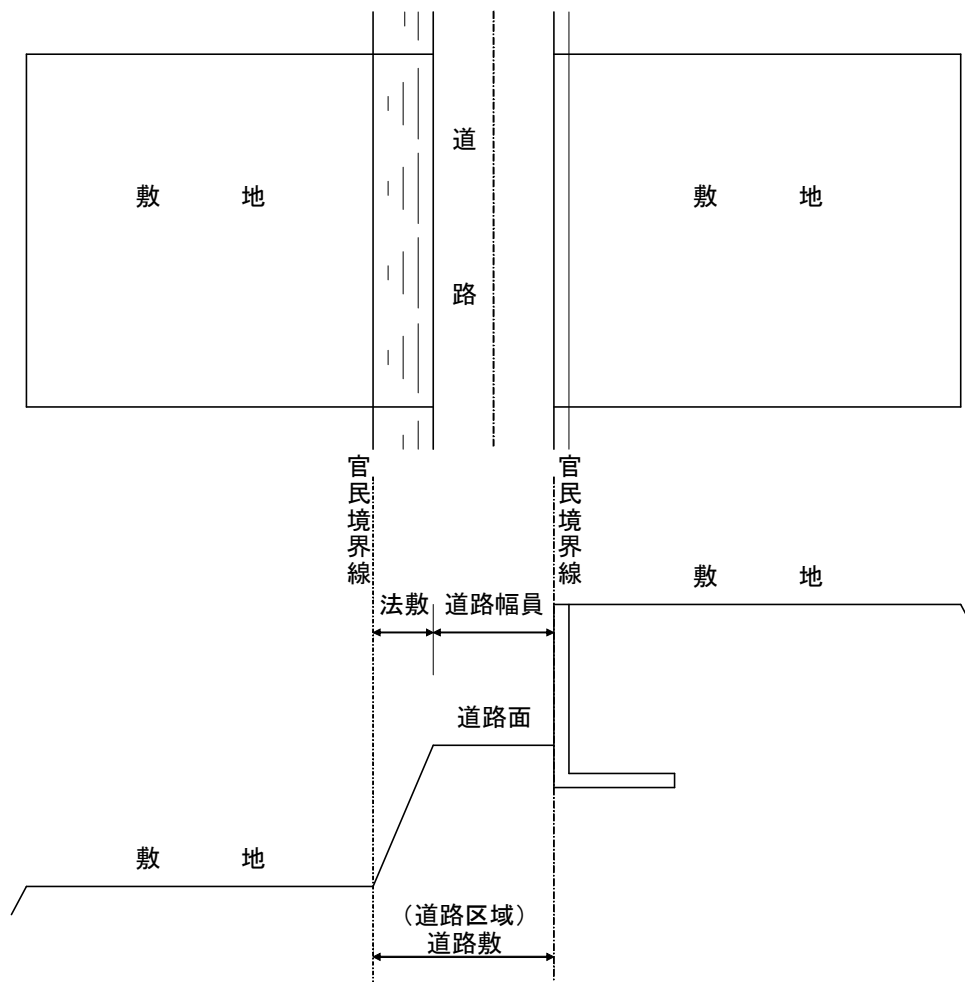 道
路
敷 地
敷 地
官民境界線
官民境界線
敷 地
法敷
道路幅員
道路面
敷 地
(道路区域)
道路敷